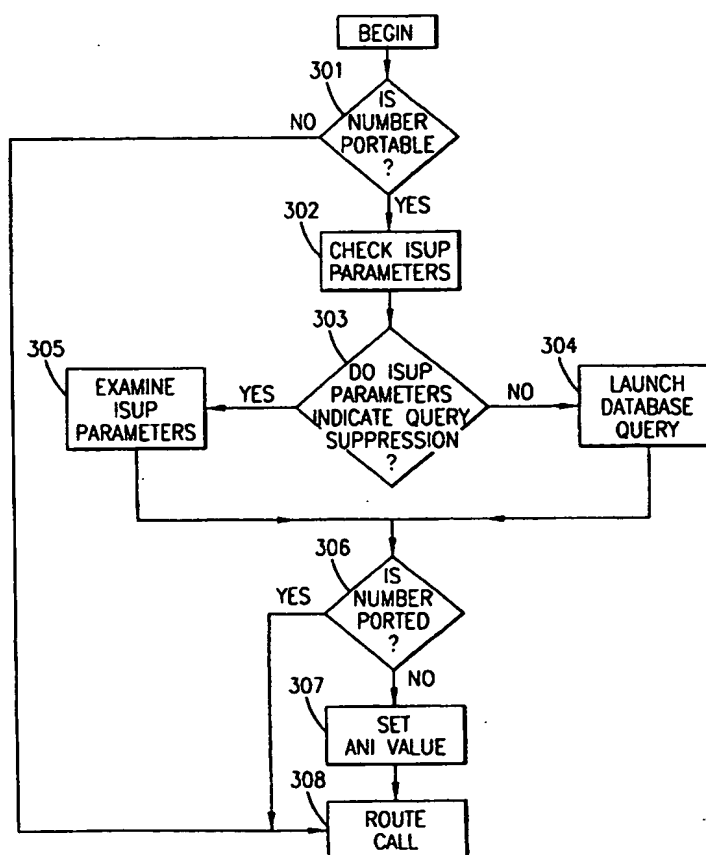 BEGIN
301
IS
NUMBER
PORTABLE
?
NO
YES
302
CHECK ISUP
PARAMETERS
303
DO ISUP
PARAMETERS
INDICATE QUERY
SUPPRESSION
?
YES
NO
305
EXAMINE
ISUP
PARAMETERS
304
LAUNCH
DATABASE
QUERY
306
IS
NUMBER
PORTED
?
YES
NO
307
SET
ANI VALUE
308
ROUTE
CALL